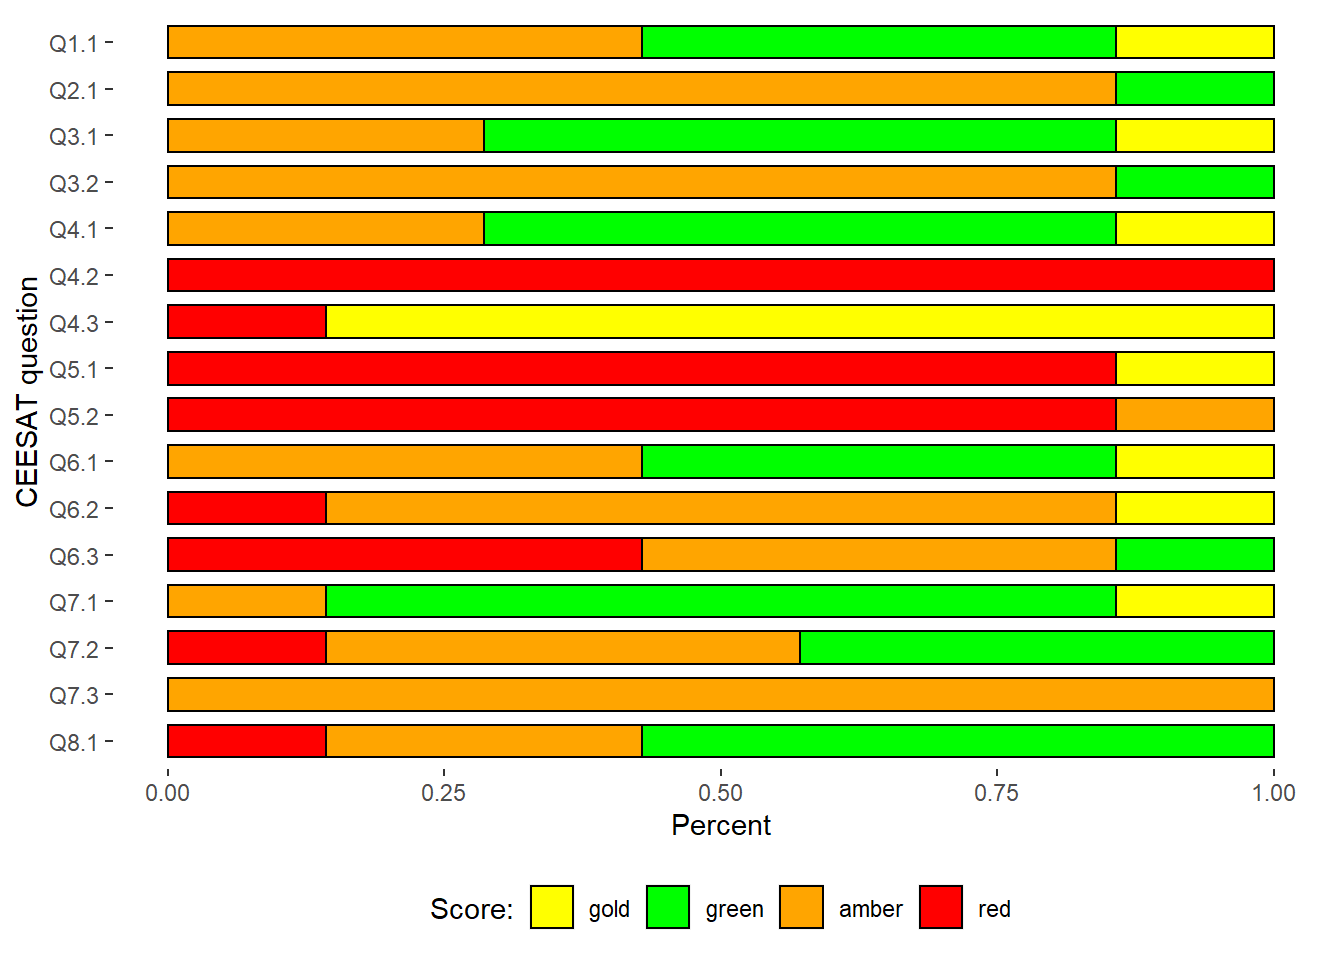 CEESAT question
Q1.1
Q2.1
Q3.1
Q3.2
Q4.1
Q4.2
Q4.3
Q5.1
Q5.2
Q6.1
Q6.2
Q6.3
Q7.1
Q7.2
Q7.3
Q8.1
0.00 0.25 0.50 0.75 1.00
Percent
Score: gold green amber red